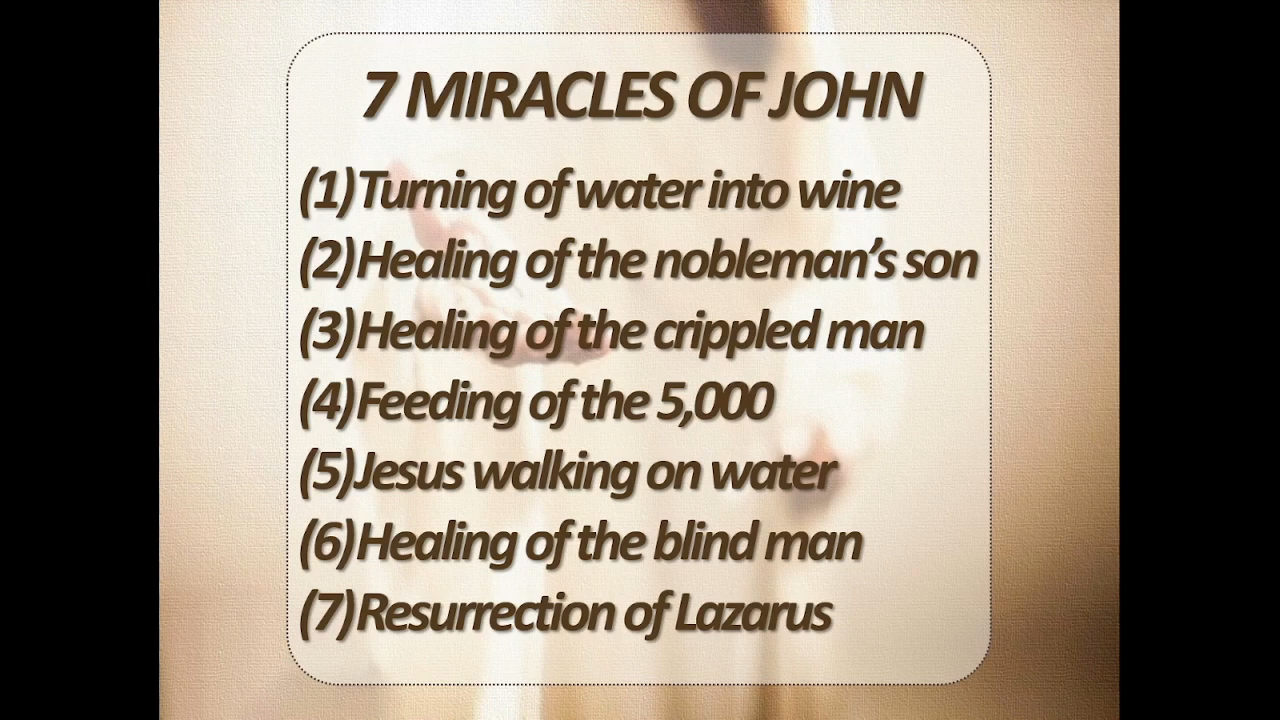 7 MIRACLES OF JOHN
(1)Turning of water into wine
(2)Healing of the nobleman’s son
(3)Healing of the crippled man
(4)Feeding of the 5,000
(5)Jesus walking on water
(6)Healing of the blind man
(7)Resurrection of Lazarus